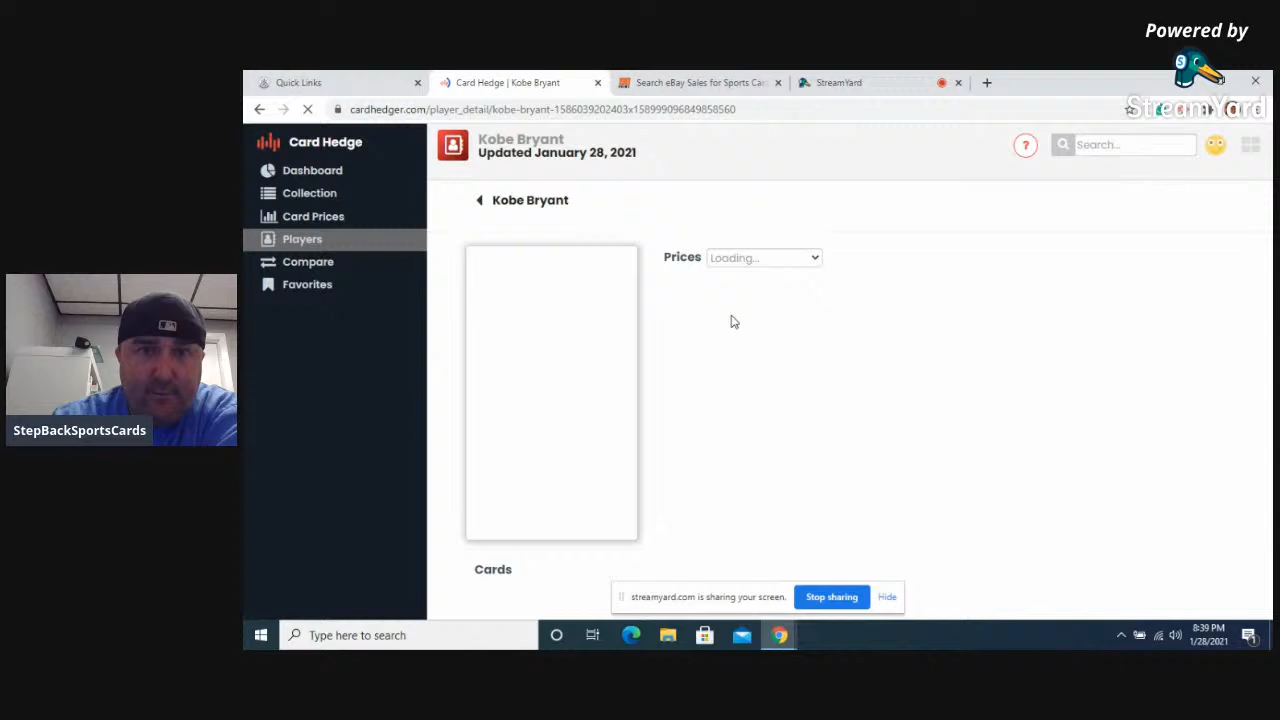 Powered by
StreamYard
Quick Links
Card Hedge | Kobe Bryant
Search eBay Sales for Sports Car
StreamYard
cardhedger.com/player_detail/kobe-bryant-1586039202403x158999096849858560
Card Hedge
Dashboard
Collection
Card Prices
Players
Compare
Favorites
Kobe Bryant
Updated January 28, 2021
?
Search...
Kobe Bryant
Prices
Loading...
Cards
StepBackSportsCards
streamyard.com is sharing your screen.
Stop sharing
Hide
Type here to search
8:39 PM
1/28/2021